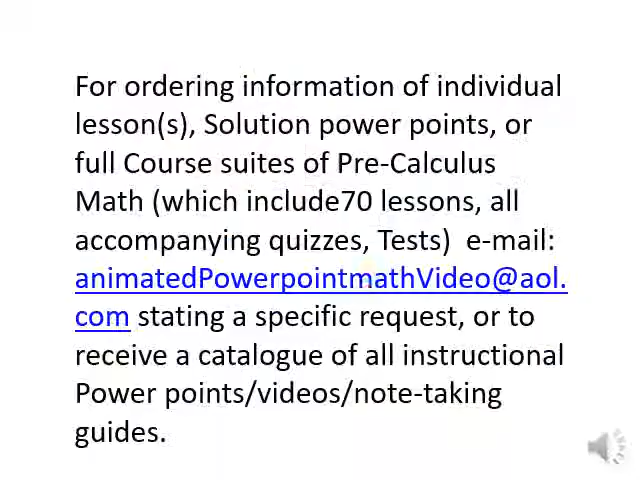 For ordering information of individual
lesson(s), Solution power points, or
full Course suites of Pre-Calculus
Math (which include70 lessons, all
accompanying quizzes, Tests)  e-mail:
animatedPowerpointmathVideo@aol.
com stating a specific request, or to
receive a catalogue of all instructional
Power points/videos/note-taking
guides.